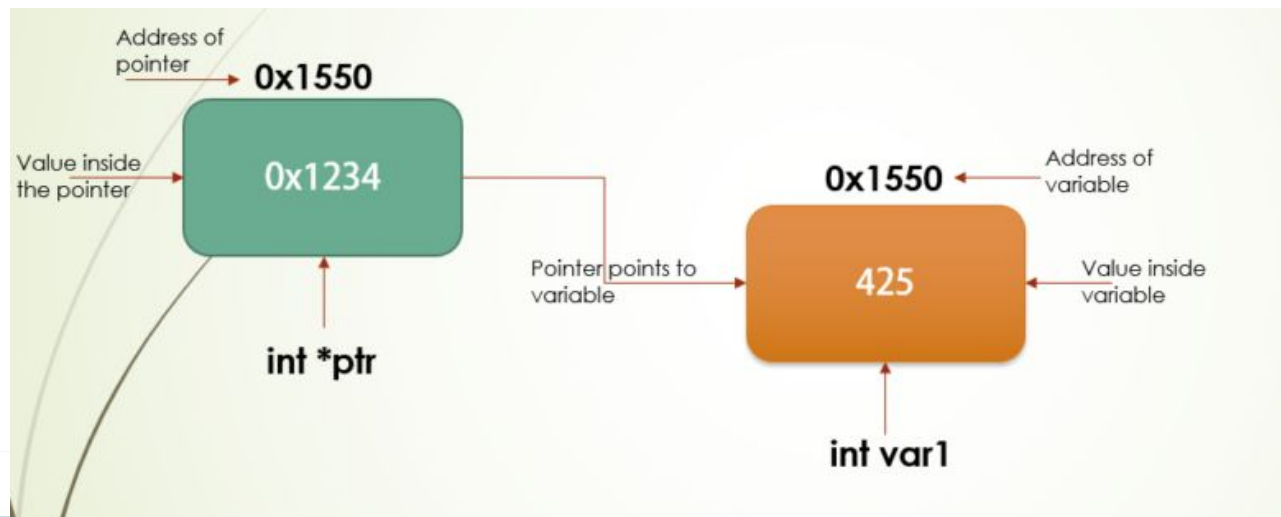 Address of
pointer
0x1550
Value inside
the pointer
0x1234
int *ptr
Pointer points to
variable
0x1550
Address of
variable
425
Value inside
variable
int var1